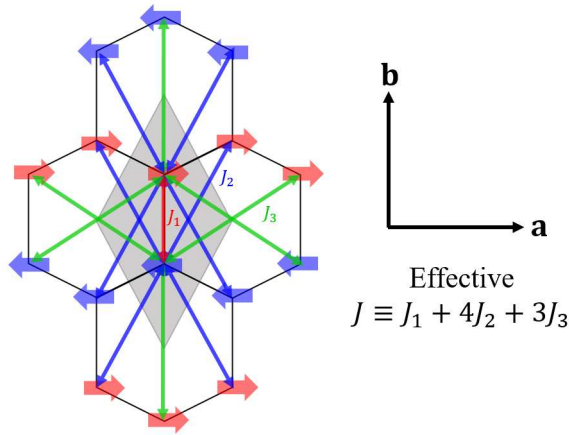 b
J₂
J₁
J₃
a
Effective
J ≡ J₁ + 4J₂ + 3J₃